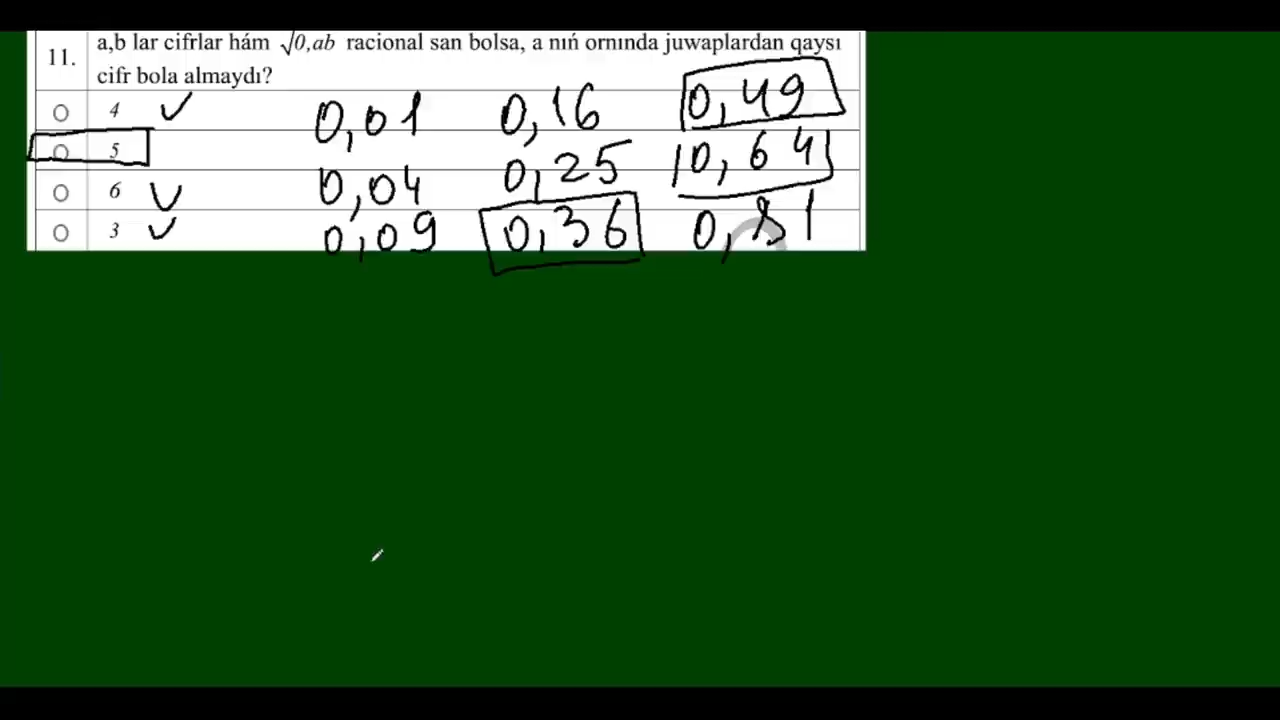 11. a,b lar cifrlar hám √0,ab racional san bolsa, a nıń ornında juwaplardan qaysı
cifr bola almaydı?
4 ✓ 0,01 0,16 0,49
5 0,04 0,25 0,64
6 ✓ 0,09 0,36 0,81
3 ✓